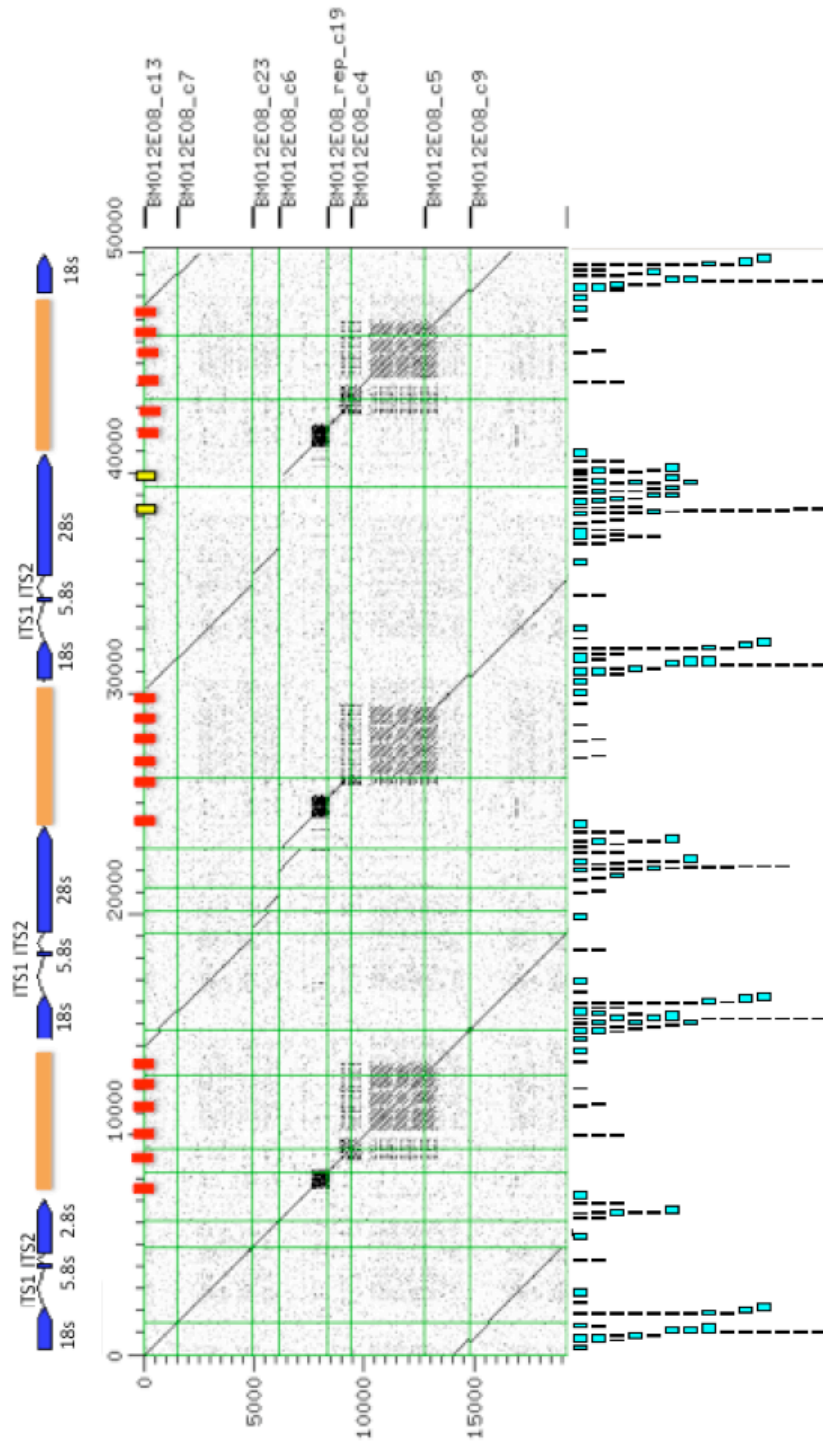 ITS1 ITS2 ITS1 ITS2 ITS1 ITS2
18s 5.8s 2.8s 18s 5.8s 28s 18s 5.8s 28s 18s
0 10000 20000 30000 40000 50000
0
5000
10000
15000
BM012E08_c13
BM012E08_c7
BM012E08_c23
BM012E08_c6
BM012E08_rep_c19
BM012E08_c4
BM012E08_c5
BM012E08_c9